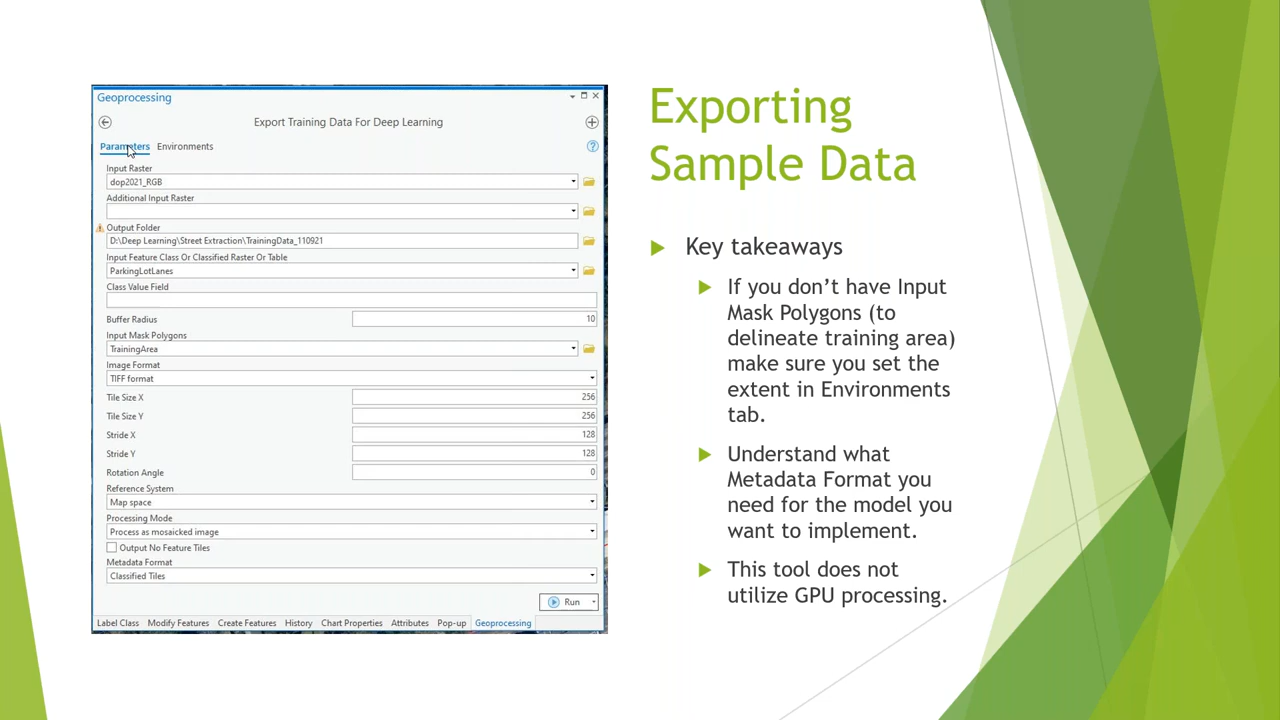 Geoprocessing
Export Training Data For Deep Learning
Parameters Environments
Input Raster
dop2021_RGB
Additional Input Raster
Output Folder
D:\Deep Learning\Street Extraction\TrainingData_110921
Input Feature Class Or Classified Raster Or Table
ParkingLotLanes
Class Value Field
Buffer Radius 10
Input Mask Polygons
TrainingArea
Image Format
TIFF format
Tile Size X 256
Tile Size Y 256
Stride X 128
Stride Y 128
Rotation Angle 0
Reference System
Map space
Processing Mode
Process as mosaicked image
Output No Feature Tiles
Metadata Format
Classified Tiles
Run
Label Class Modify Features Create Features History Chart Properties Attributes Pop-up Geoprocessing
Exporting
Sample Data
Key takeaways
If you don’t have Input
Mask Polygons (to
delineate training area)
make sure you set the
extent in Environments
tab.
Understand what
Metadata Format you
need for the model you
want to implement.
This tool does not
utilize GPU processing.